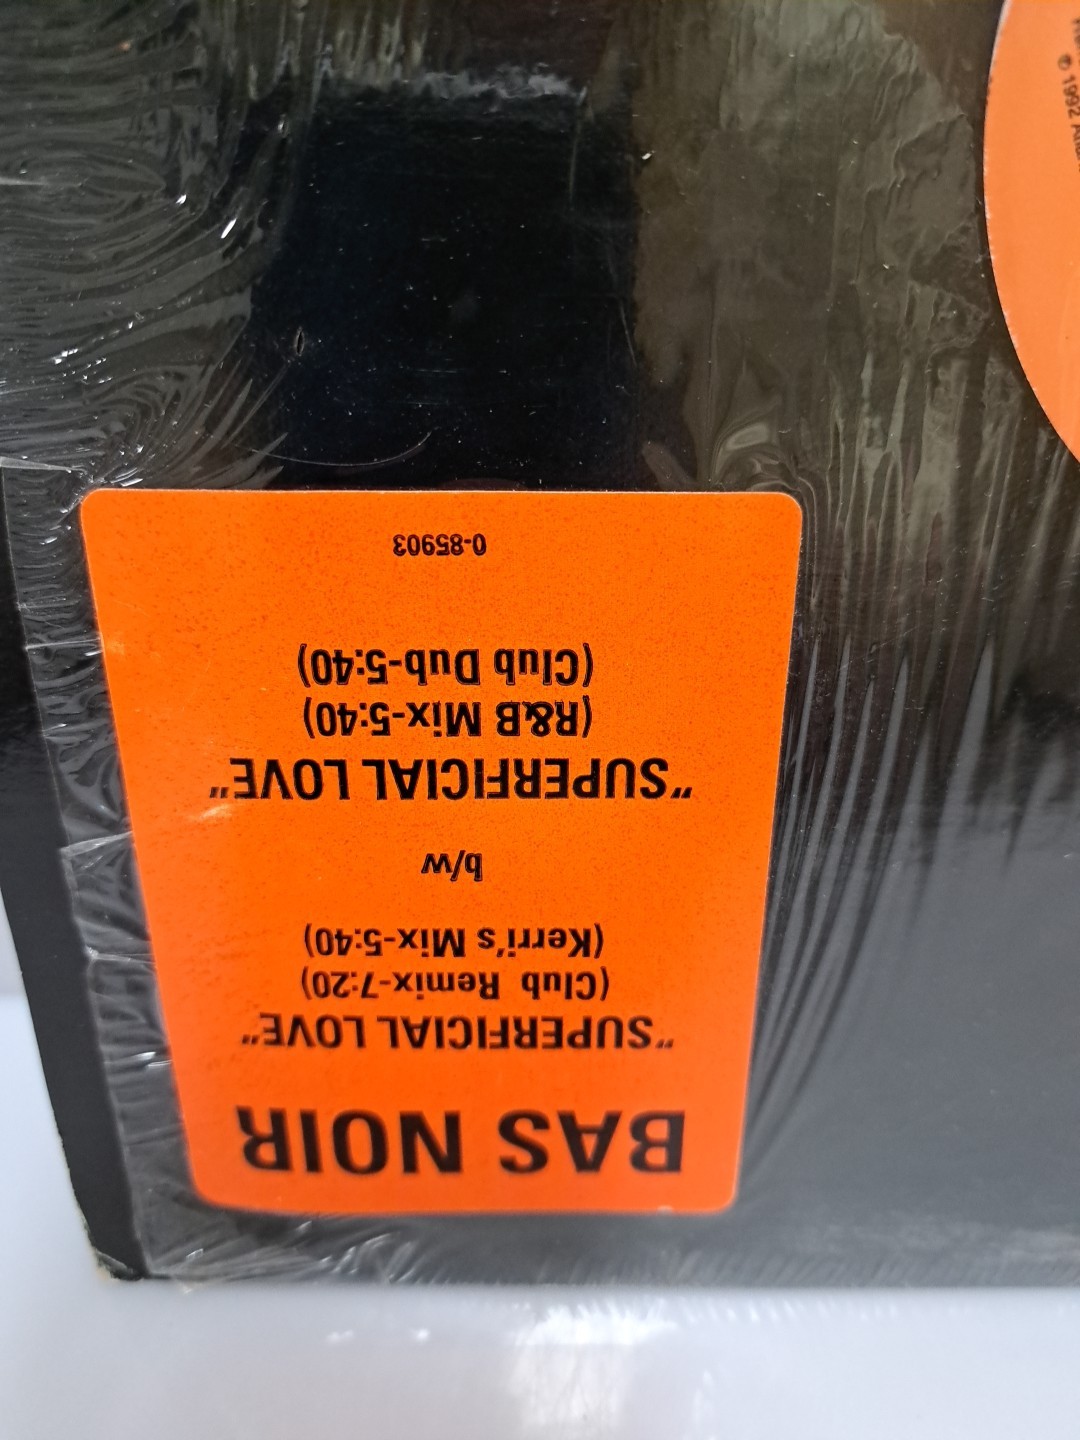 BAS NOIR
"SUPERFICIAL LOVE"
(Club Remix-7:20)
(Kerri's Mix-5:40)
b/w
"SUPERFICIAL LOVE"
(R&B Mix-5:40)
(Club Dub-5:40)
0-85903
℗ 1992